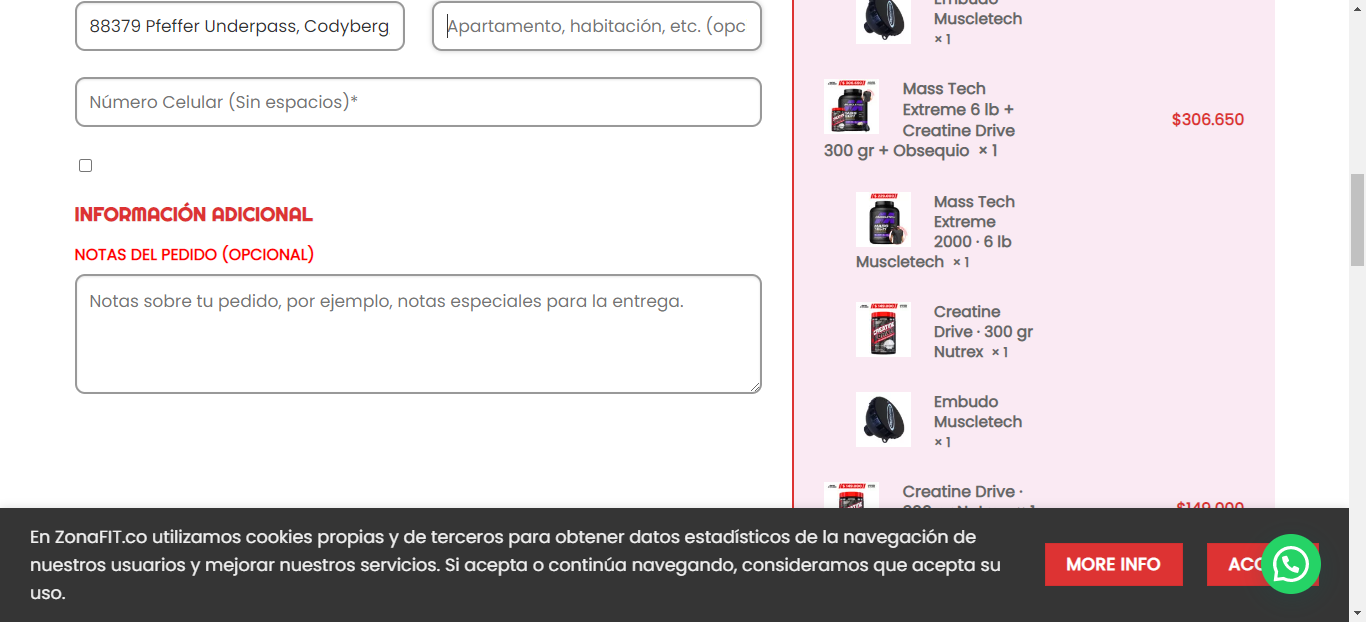 88379 Pfeffer Underpass, Codyberg
Apartamento, habitación, etc. (opc
Número Celular (Sin espacios)*
INFORMACIÓN ADICIONAL
NOTAS DEL PEDIDO (OPCIONAL)
Notas sobre tu pedido, por ejemplo, notas especiales para la entrega.
Embudo
Muscletech
× 1
Mass Tech
Extreme 6 lb +
Creatine Drive
300 gr + Obsequio × 1
$306.650
Mass Tech
Extreme
2000 · 6 lb
Muscletech × 1
Creatine
Drive · 300 gr
Nutrex × 1
Embudo
Muscletech
× 1
Creatine Drive ·
$149.900
En ZonaFIT.co utilizamos cookies propias y de terceros para obtener datos estadísticos de la navegación de
nuestros usuarios y mejorar nuestros servicios. Si acepta o continúa navegando, consideramos que acepta su
uso.
MORE INFO